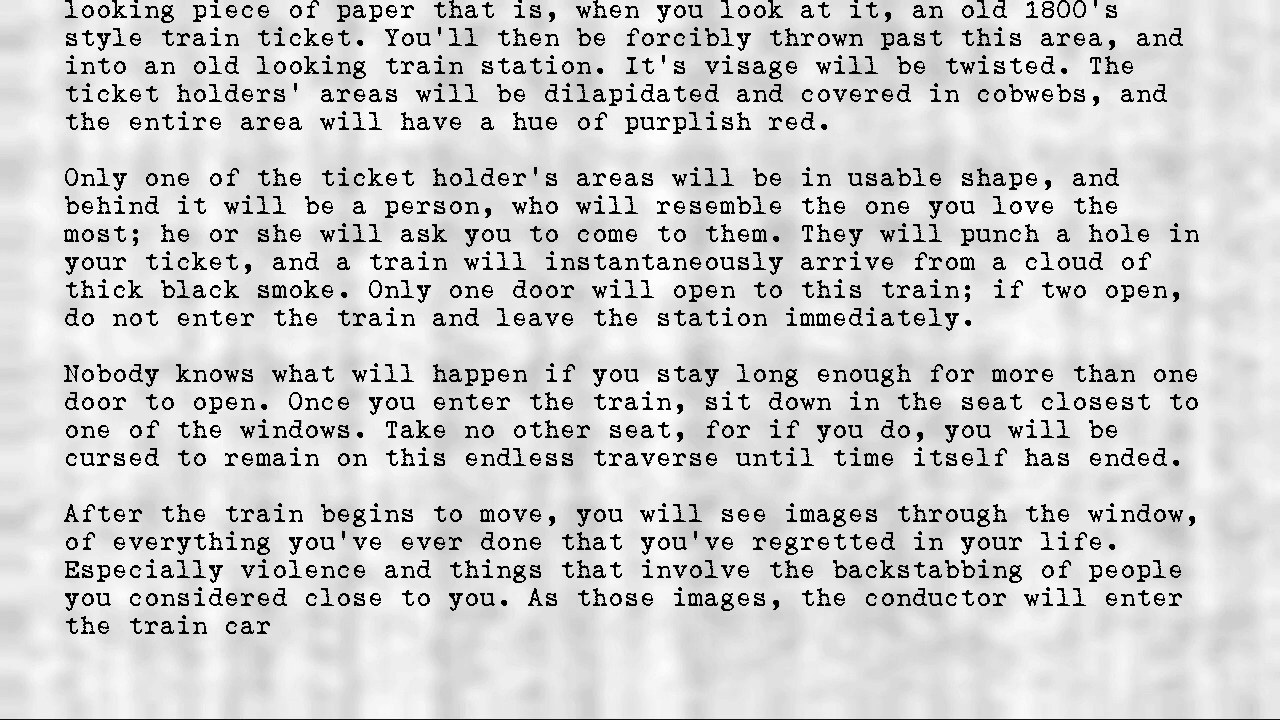 looking piece of paper that is, when you look at it, an old 1800's
style train ticket. You'll then be forcibly thrown past this area, and
into an old looking train station. It's visage will be twisted. The
ticket holders' areas will be dilapidated and covered in cobwebs, and
the entire area will have a hue of purplish red.
Only one of the ticket holder's areas will be in usable shape, and
behind it will be a person, who will resemble the one you love the
most; he or she will ask you to come to them. They will punch a hole in
your ticket, and a train will instantaneously arrive from a cloud of
thick black smoke. Only one door will open to this train; if two open,
do not enter the train and leave the station immediately.
Nobody knows what will happen if you stay long enough for more than one
door to open. Once you enter the train, sit down in the seat closest to
one of the windows. Take no other seat, for if you do, you will be
cursed to remain on this endless traverse until time itself has ended.
After the train begins to move, you will see images through the window,
of everything you've ever done that you've regretted in your life.
Especially violence and things that involve the backstabbing of people
you considered close to you. As those images, the conductor will enter
the train car